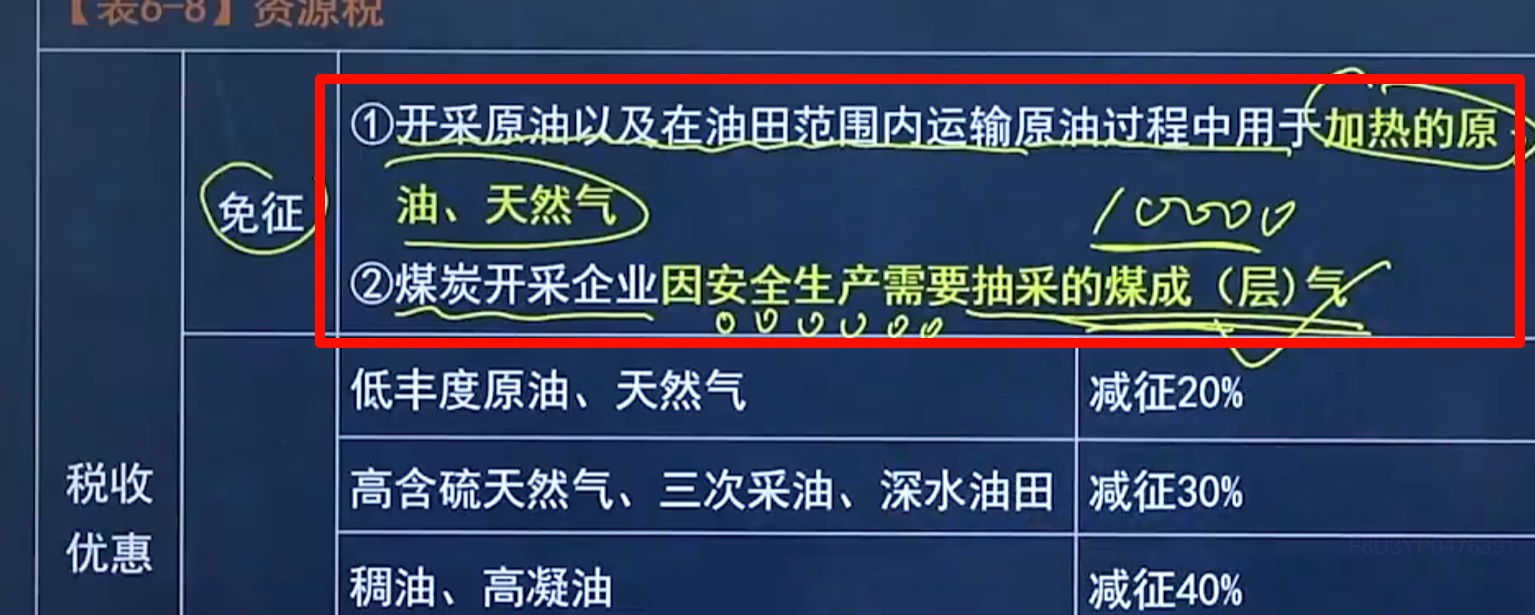 【表6-8】资源税
免征
①开采原油以及在油田范围内运输原油过程中用于加热的原
油、天然气
10000
②煤炭开采企业因安全生产需要抽采的煤成（层）气
低丰度原油、天然气 减征20%
高含硫天然气、三次采油、深水油田 减征30%
税收
优惠
稠油、高凝油 减征40%
F8U3YP0476391